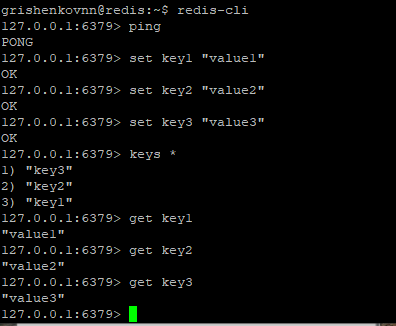 grishenkovnn@redis:~$ redis-cli
127.0.0.1:6379> ping
PONG
127.0.0.1:6379> set key1 "value1"
OK
127.0.0.1:6379> set key2 "value2"
OK
127.0.0.1:6379> set key3 "value3"
OK
127.0.0.1:6379> keys *
1) "key3"
2) "key2"
3) "key1"
127.0.0.1:6379> get key1
"value1"
127.0.0.1:6379> get key2
"value2"
127.0.0.1:6379> get key3
"value3"
127.0.0.1:6379>